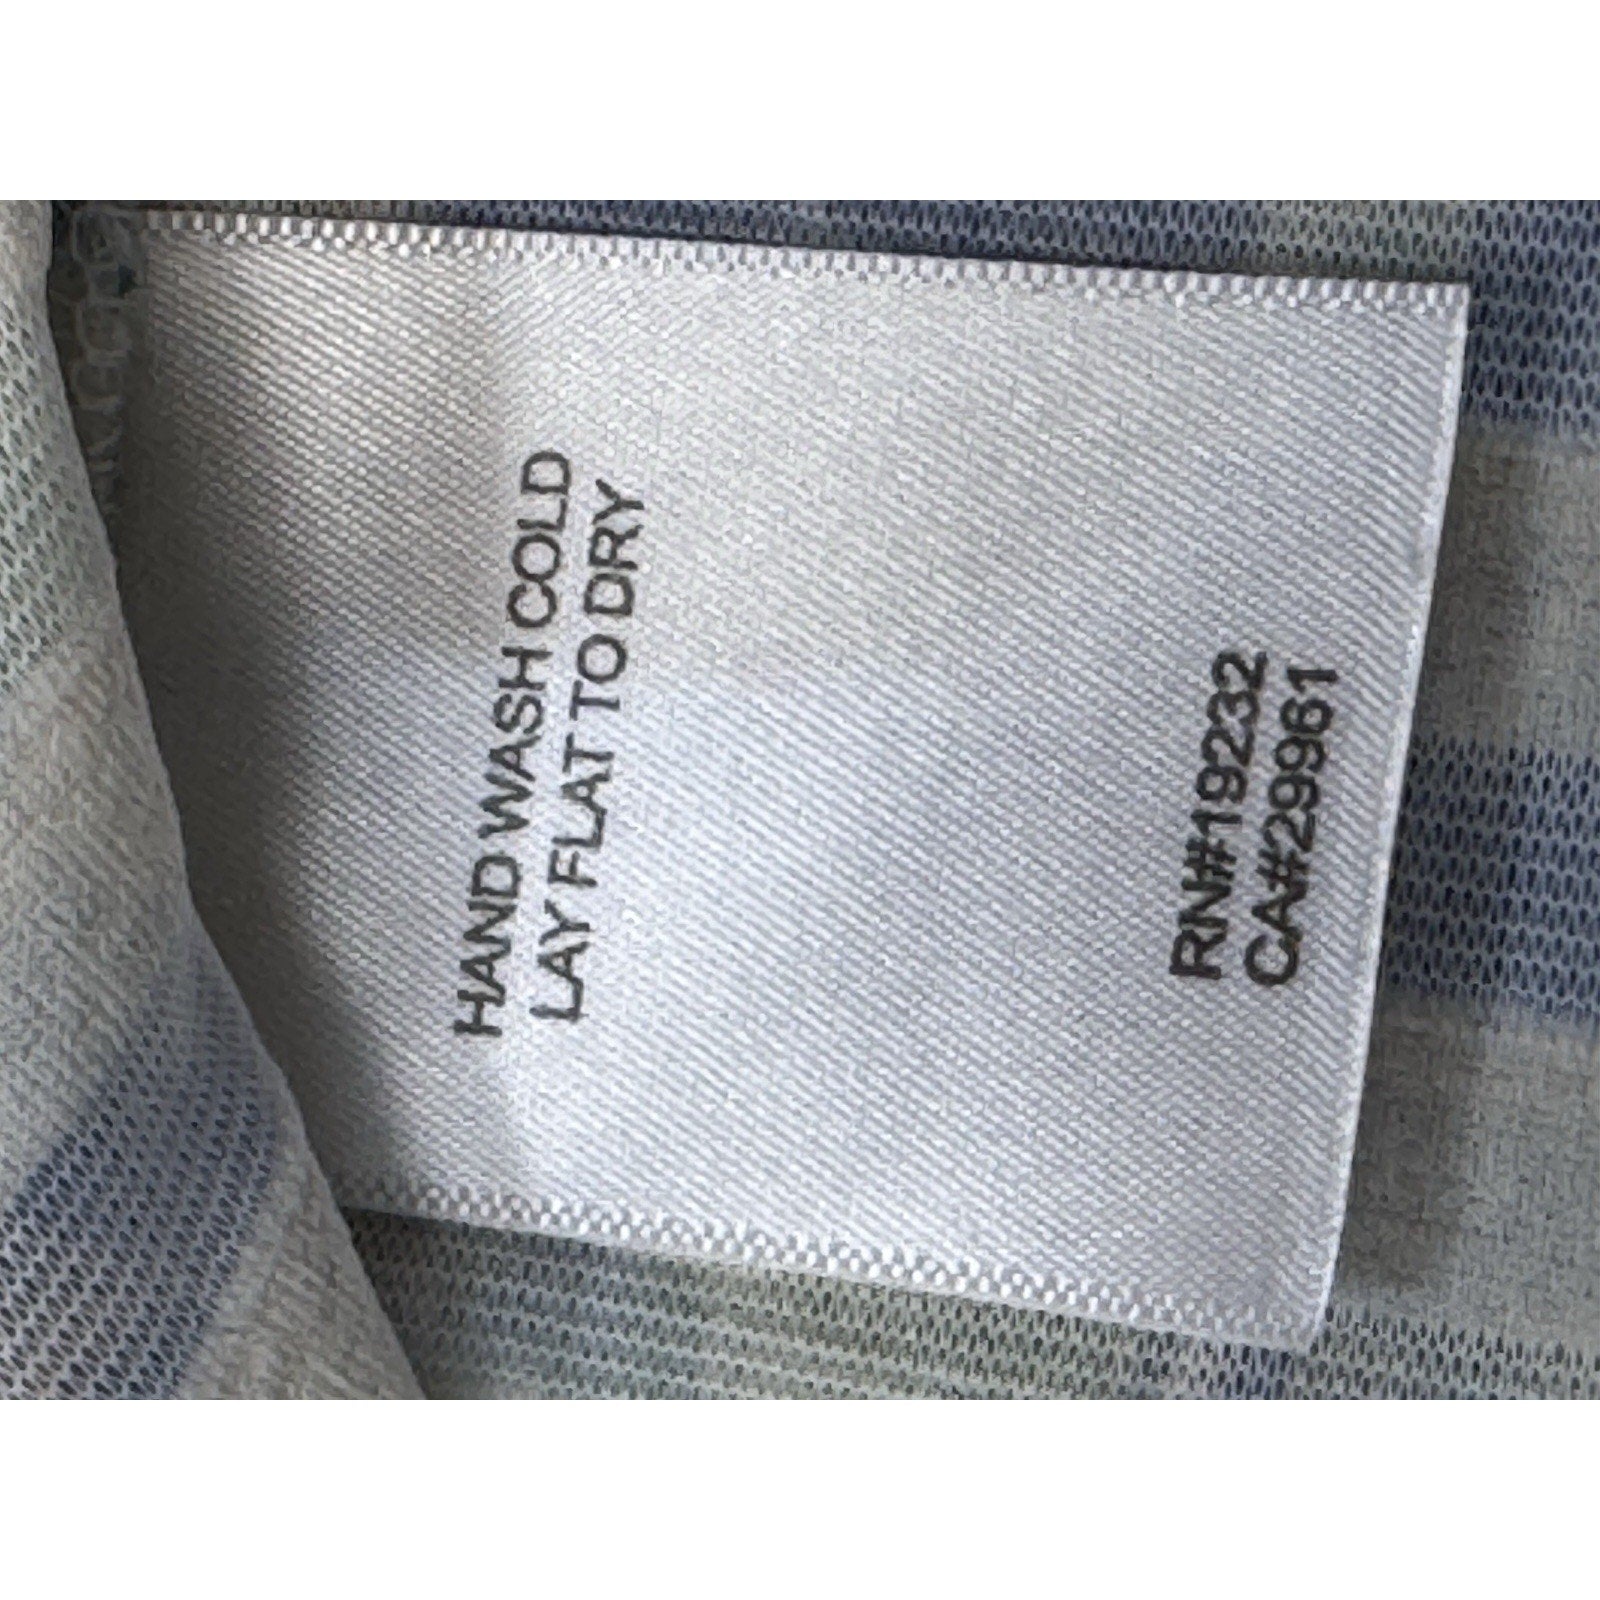 HAND WASH COLD
LAY FLAT TO DRY
RN#19232
CA#29961